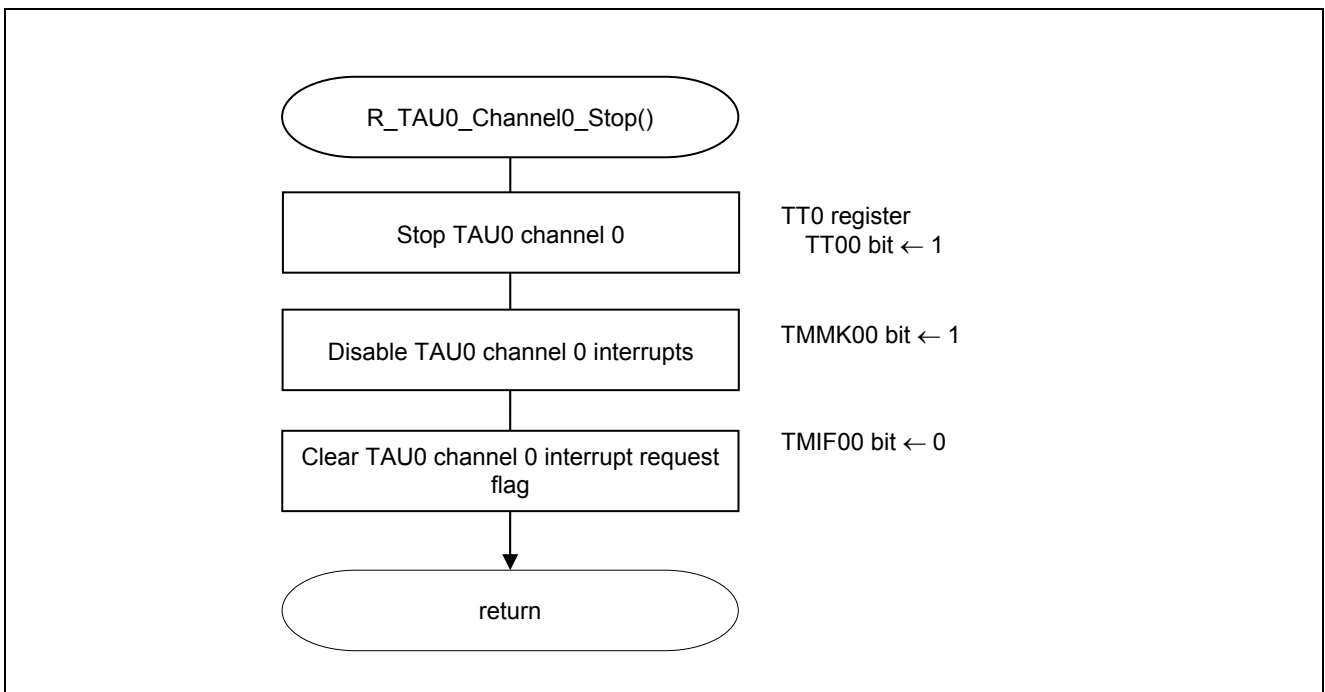 R_TAU0_Channel0_Stop()
Stop TAU0 channel 0
TT0 register
TT00 bit ← 1
Disable TAU0 channel 0 interrupts
TMMK00 bit ← 1
Clear TAU0 channel 0 interrupt request
flag
TMIF00 bit ← 0
return